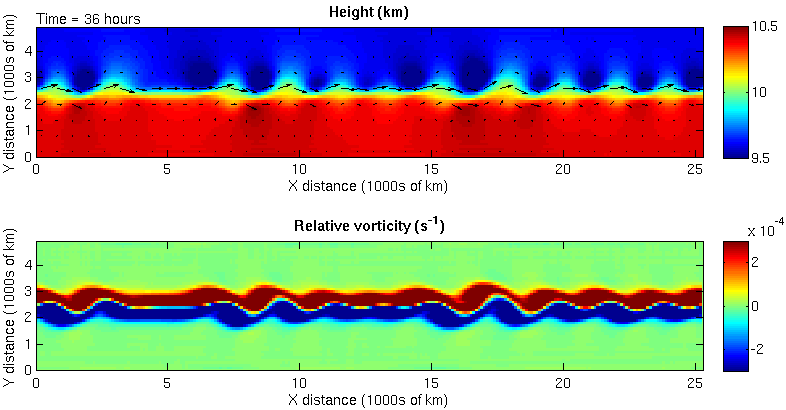 Height (km)
Time = 36 hours
Y distance (1000s of km)
4
3
2
1
0
0 5 10 15 20 25
X distance (1000s of km)
10.5
10
9.5
Relative vorticity (s⁻¹)
x 10⁻⁴
Y distance (1000s of km)
4
3
2
1
0
0 5 10 15 20 25
X distance (1000s of km)
2
0
-2